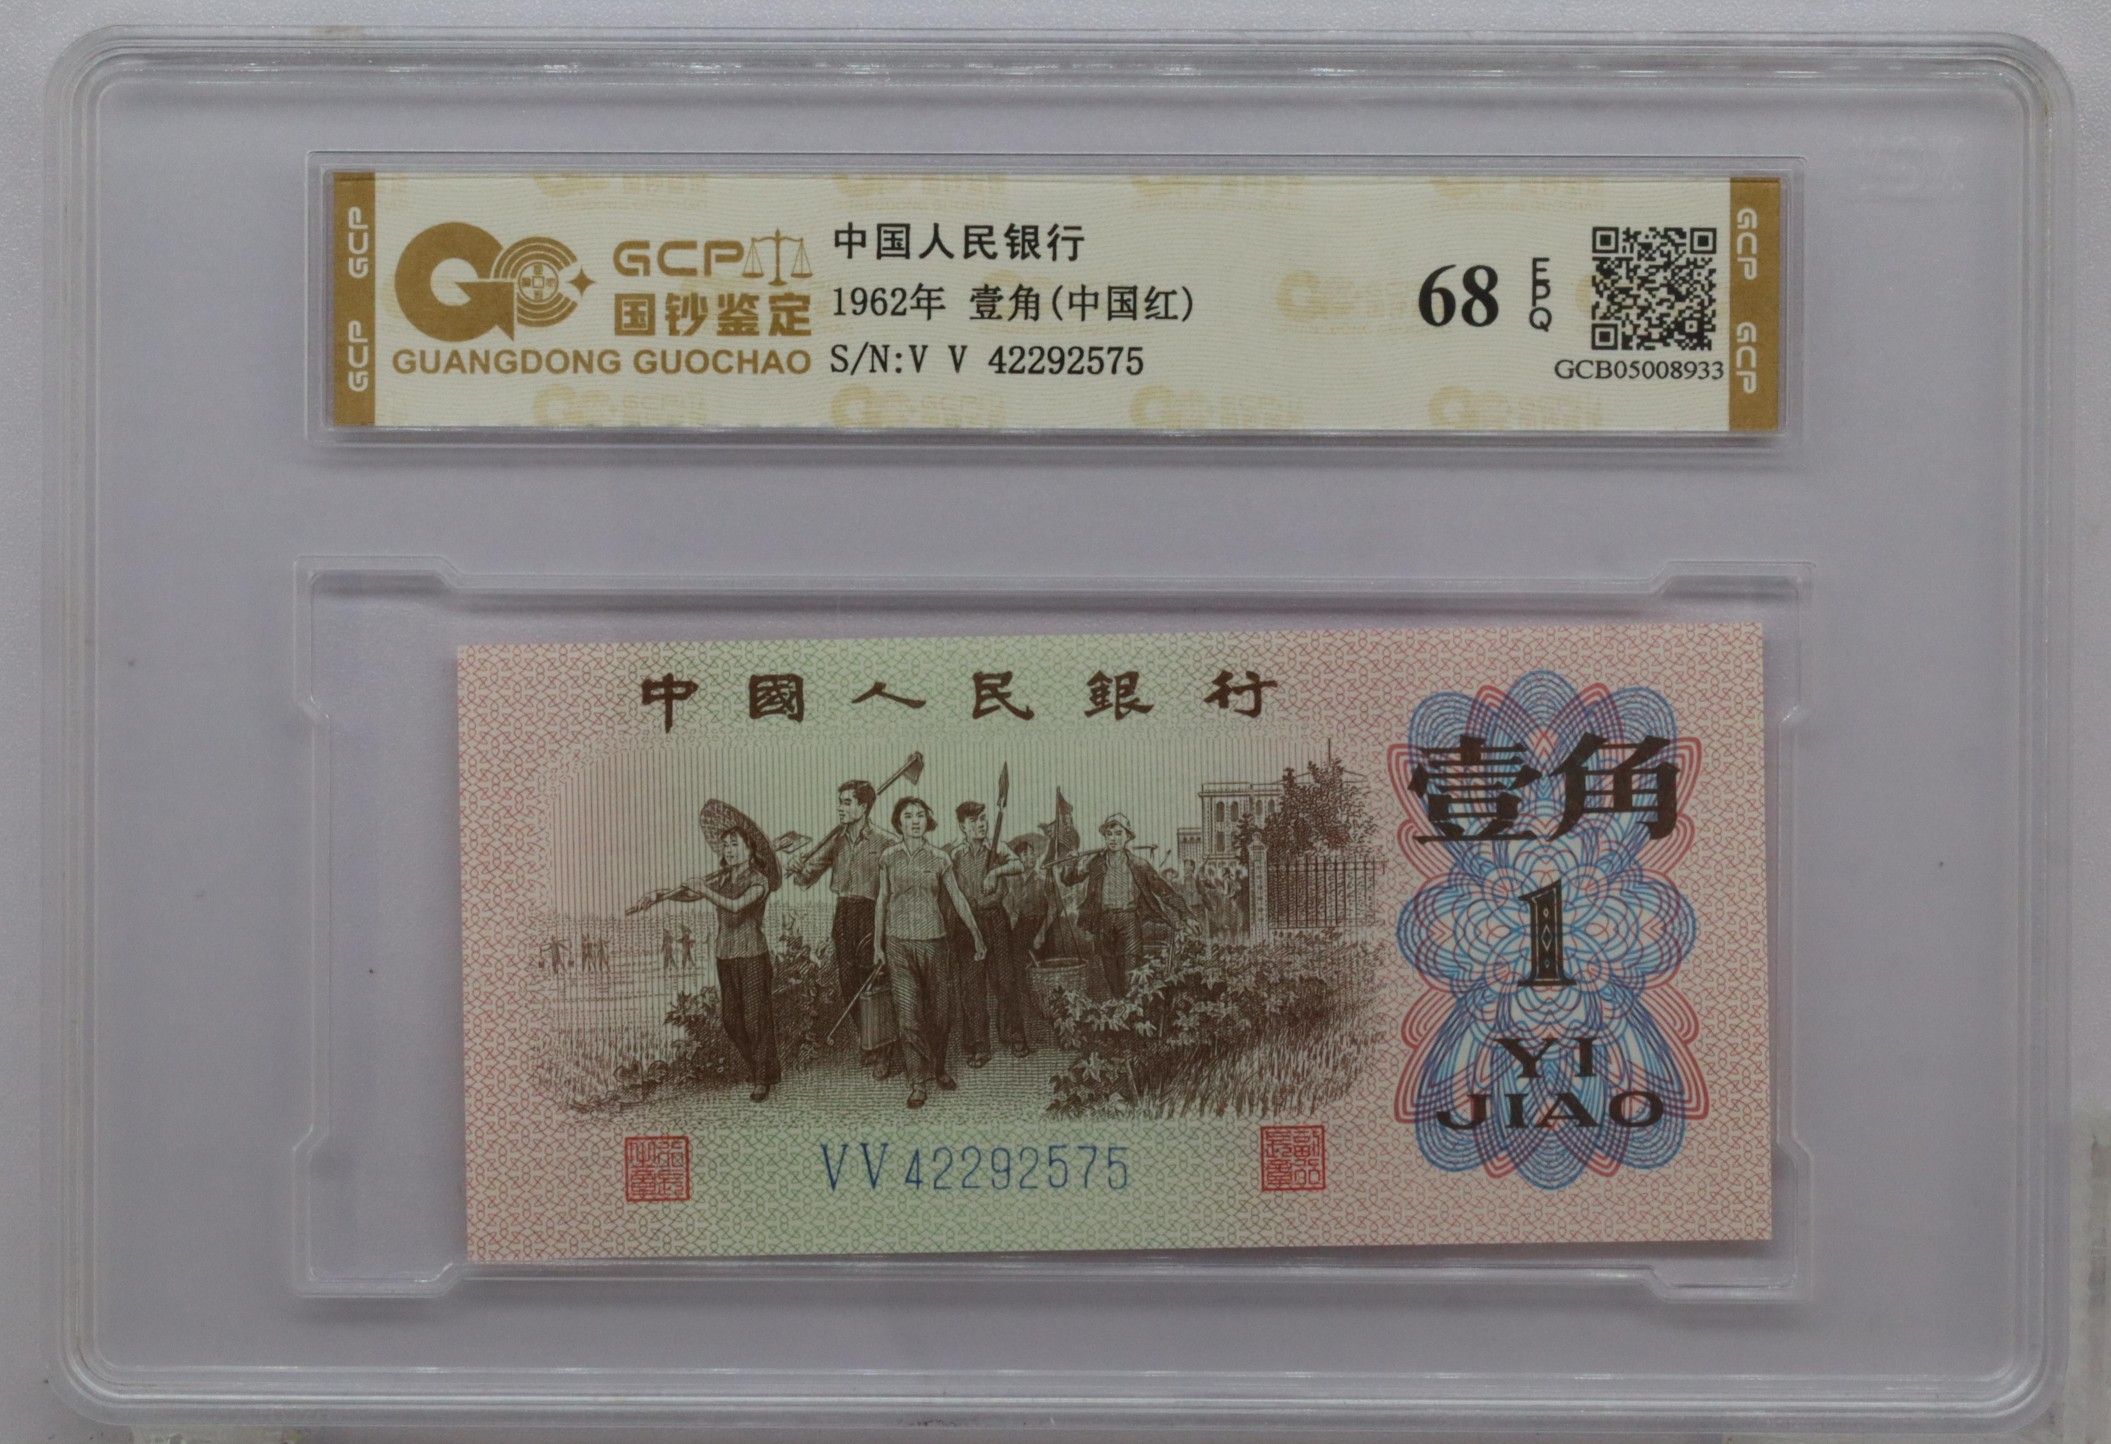 GCP
GCP
GCP
国钞鉴定
GUANGDONG GUOCHAO
中国人民银行
1962年 壹角(中国红)
S/N:V V 42292575
68
EPQ
GCB05008933
GCP
GCP
中國人民銀行
壹角
1
YI
JIAO
VV42292575